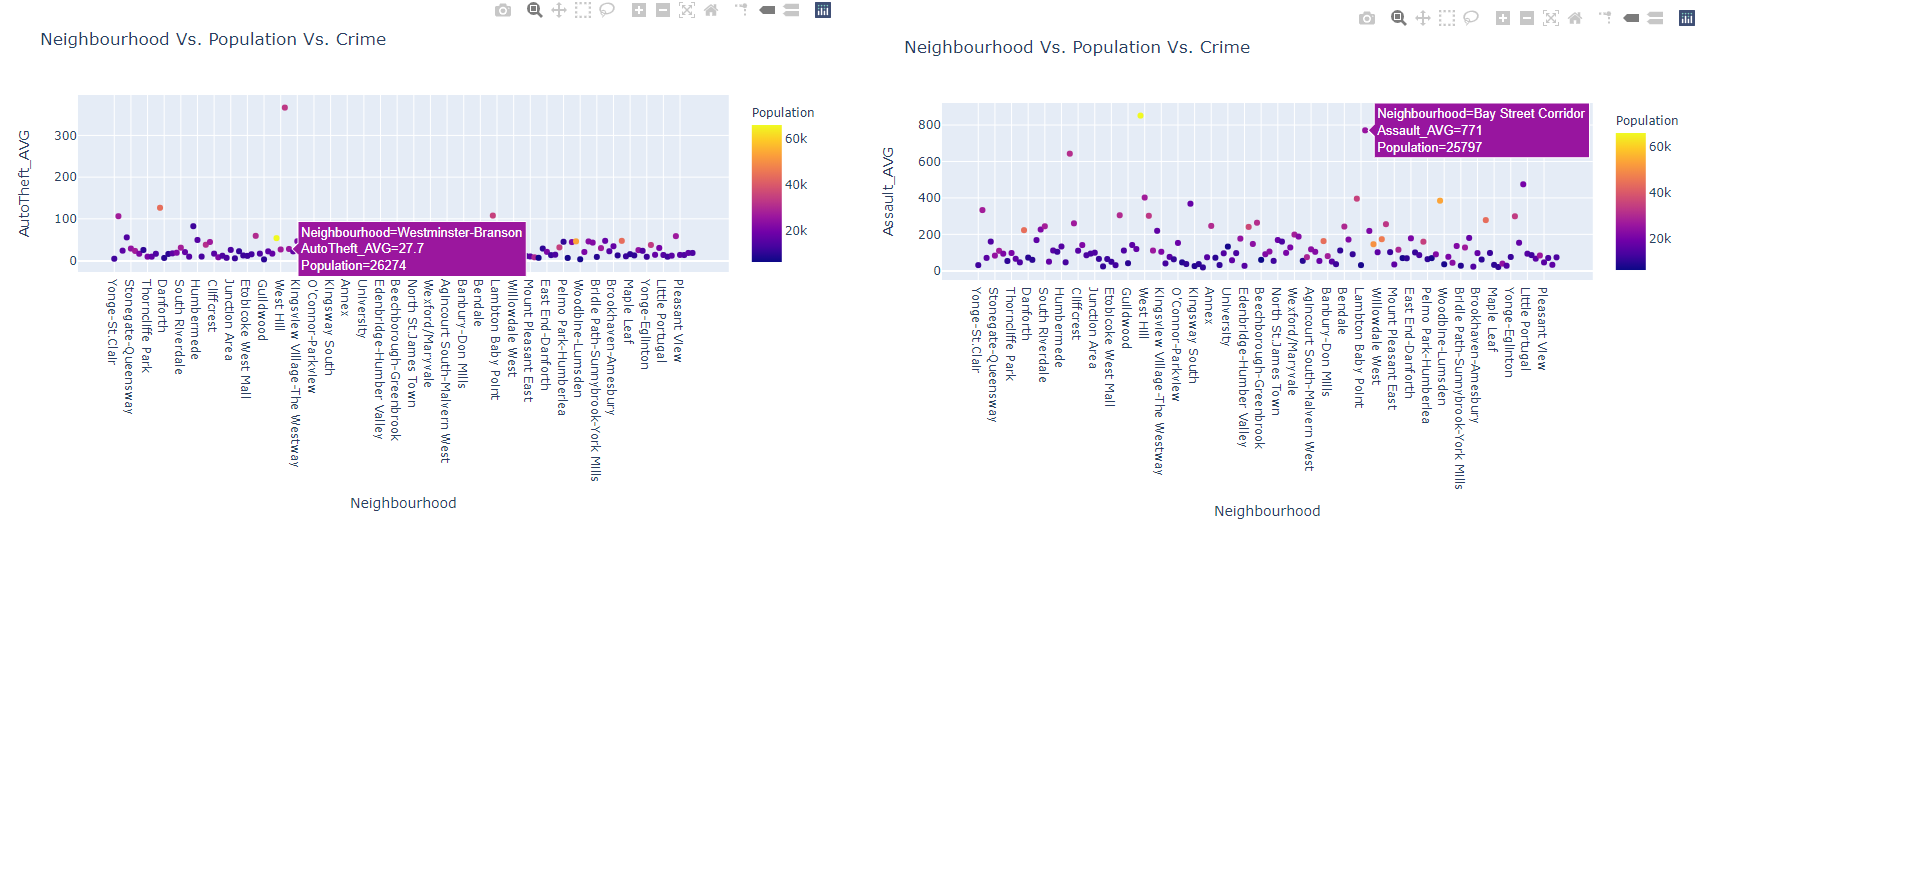 Neighbourhood Vs. Population Vs. Crime
AutoTheft_AVG
300
200
100
0
Neighbourhood=Westminster-Branson
AutoTheft_AVG=27.7
Population=26274
Population
60k
40k
20k
Yonge-St.Clair
Stonegate-Queensway
Thorncliffe Park
Danforth
South Riverdale
Humbermede
Cliffcrest
Junction Area
Etobicoke West Mall
Guildwood
West Hill
Kingsview Village-The Westway
O'Connor-Parkview
Kingsway South
Annex
University
Edenbridge-Humber Valley
Beechborough-Greenbrook
North St.James Town
Wexford/Maryvale
Agincourt South-Malvern West
Banbury-Don Mills
Bendale
Lambton Baby Point
Willowdale West
Mount Pleasant East
East End-Danforth
Pelmo Park-Humberlea
Woodbine-Lumsden
Bridle Path-Sunnybrook-York Mills
Brookhaven-Amesbury
Maple Leaf
Yonge-Eglinton
Little Portugal
Pleasant View
Neighbourhood
Neighbourhood Vs. Population Vs. Crime
Assault_AVG
800
600
400
200
0
Neighbourhood=Bay Street Corridor
Assault_AVG=771
Population=25797
Population
60k
40k
20k
Yonge-St.Clair
Stonegate-Queensway
Thorncliffe Park
Danforth
South Riverdale
Humbermede
Cliffcrest
Junction Area
Etobicoke West Mall
Guildwood
West Hill
Kingsview Village-The Westway
O'Connor-Parkview
Kingsway South
Annex
University
Edenbridge-Humber Valley
Beechborough-Greenbrook
North St.James Town
Wexford/Maryvale
Agincourt South-Malvern West
Banbury-Don Mills
Bendale
Lambton Baby Point
Willowdale West
Mount Pleasant East
East End-Danforth
Pelmo Park-Humberlea
Woodbine-Lumsden
Bridle Path-Sunnybrook-York Mills
Brookhaven-Amesbury
Maple Leaf
Yonge-Eglinton
Little Portugal
Pleasant View
Neighbourhood